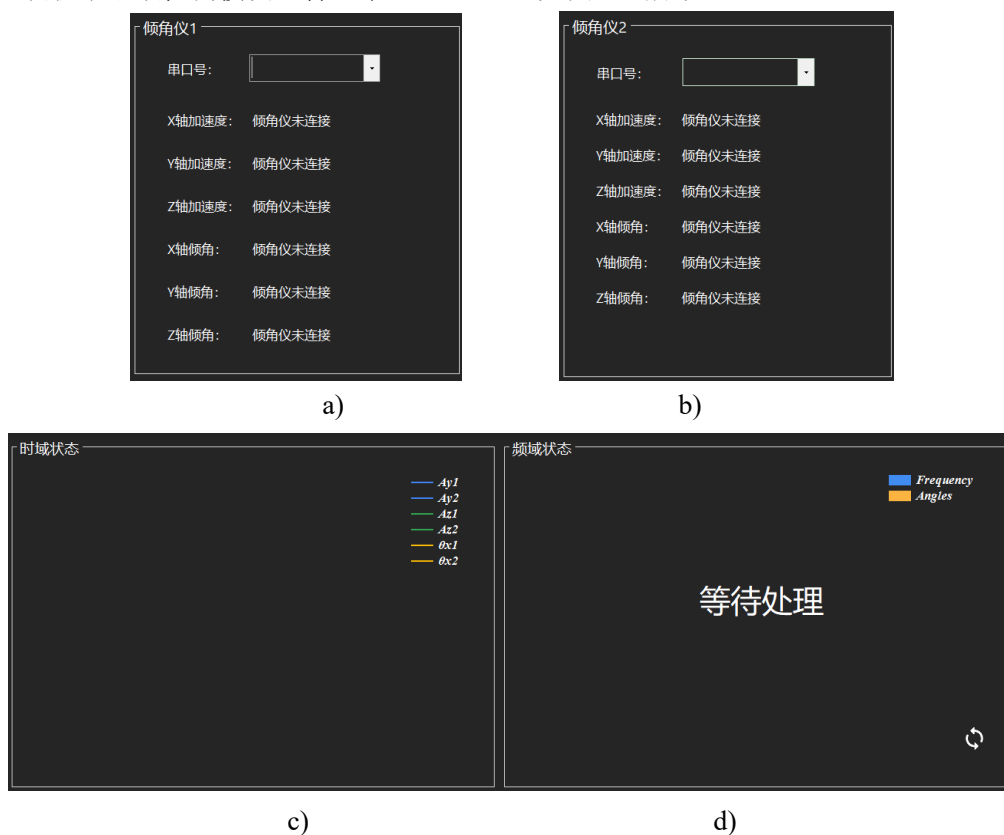 倾角仪1
串口号：
X轴加速度： 倾角仪未连接
Y轴加速度： 倾角仪未连接
Z轴加速度： 倾角仪未连接
X轴倾角： 倾角仪未连接
Y轴倾角： 倾角仪未连接
Z轴倾角： 倾角仪未连接
a)
倾角仪2
串口号：
X轴加速度： 倾角仪未连接
Y轴加速度： 倾角仪未连接
Z轴加速度： 倾角仪未连接
X轴倾角： 倾角仪未连接
Y轴倾角： 倾角仪未连接
Z轴倾角： 倾角仪未连接
b)
时域状态
Ay1
Ay2
Az1
Az2
θx1
θx2
c)
频域状态
Frequency
Angles
等待处理
d)